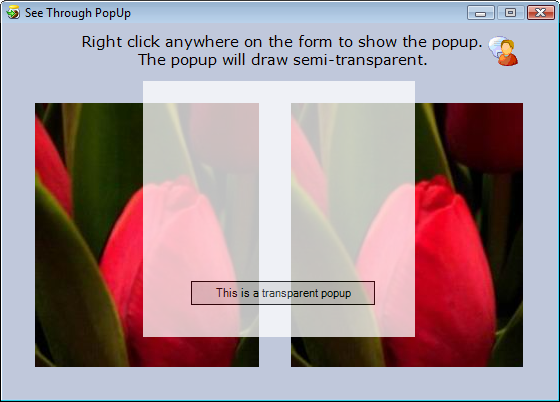 See Through PopUp
Right click anywhere on the form to show the popup.
The popup will draw semi-transparent.
This is a transparent popup